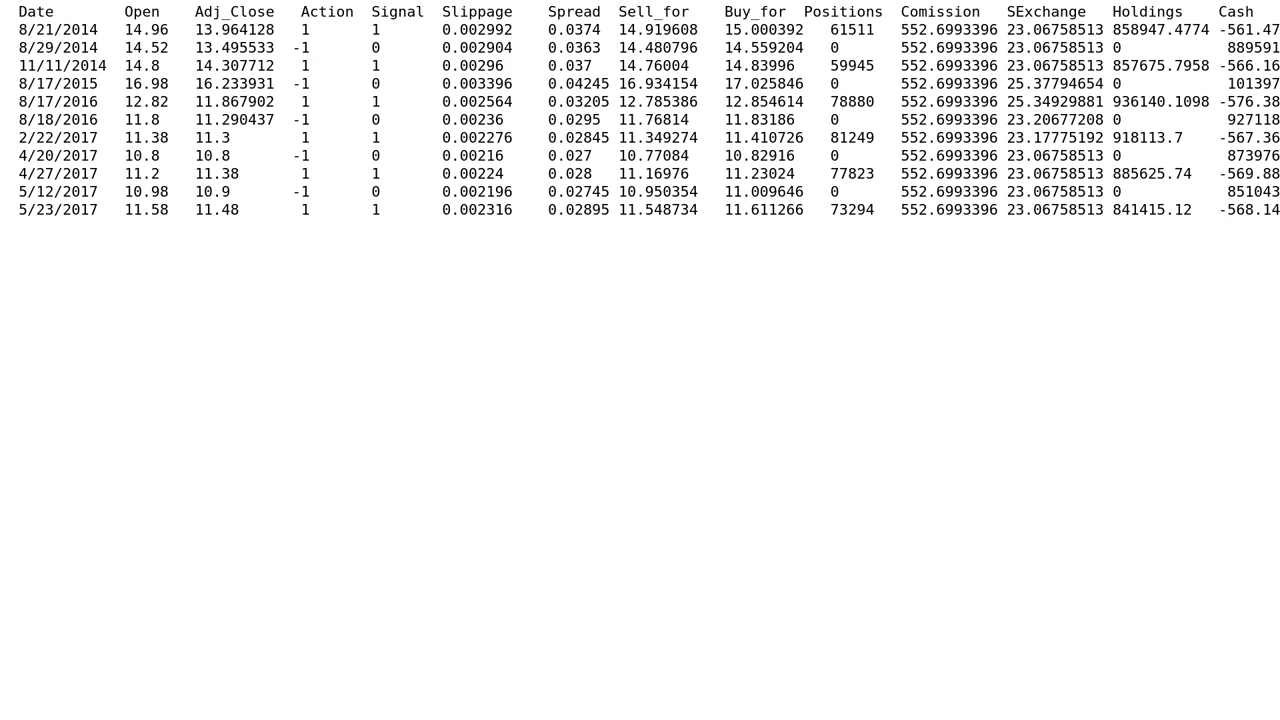 Date Open Adj_Close Action Signal Slippage Spread Sell_for Buy_for Positions Comission SExchange Holdings Cash
8/21/2014 14.96 13.964128 1 1 0.002992 0.0374 14.919608 15.000392 61511 552.6993396 23.06758513 858947.4774 -561.47
8/29/2014 14.52 13.495533 -1 0 0.002904 0.0363 14.480796 14.559204 0 552.6993396 23.06758513 0 889591
11/11/2014 14.8 14.307712 1 1 0.00296 0.037 14.76004 14.83996 59945 552.6993396 23.06758513 857675.7958 -566.16
8/17/2015 16.98 16.233931 -1 0 0.003396 0.04245 16.934154 17.025846 0 552.6993396 25.37794654 0 101397
8/17/2016 12.82 11.867902 1 1 0.002564 0.03205 12.785386 12.854614 78880 552.6993396 25.34929881 936140.1098 -576.38
8/18/2016 11.8 11.290437 -1 0 0.00236 0.0295 11.76814 11.83186 0 552.6993396 23.20677208 0 927118
2/22/2017 11.38 11.3 1 1 0.002276 0.02845 11.349274 11.410726 81249 552.6993396 23.17775192 918113.7 -567.36
4/20/2017 10.8 10.8 -1 0 0.00216 0.027 10.77084 10.82916 0 552.6993396 23.06758513 0 873976
4/27/2017 11.2 11.38 1 1 0.00224 0.028 11.16976 11.23024 77823 552.6993396 23.06758513 885625.74 -569.88
5/12/2017 10.98 10.9 -1 0 0.002196 0.02745 10.950354 11.009646 0 552.6993396 23.06758513 0 851043
5/23/2017 11.58 11.48 1 1 0.002316 0.02895 11.548734 11.611266 73294 552.6993396 23.06758513 841415.12 -568.14